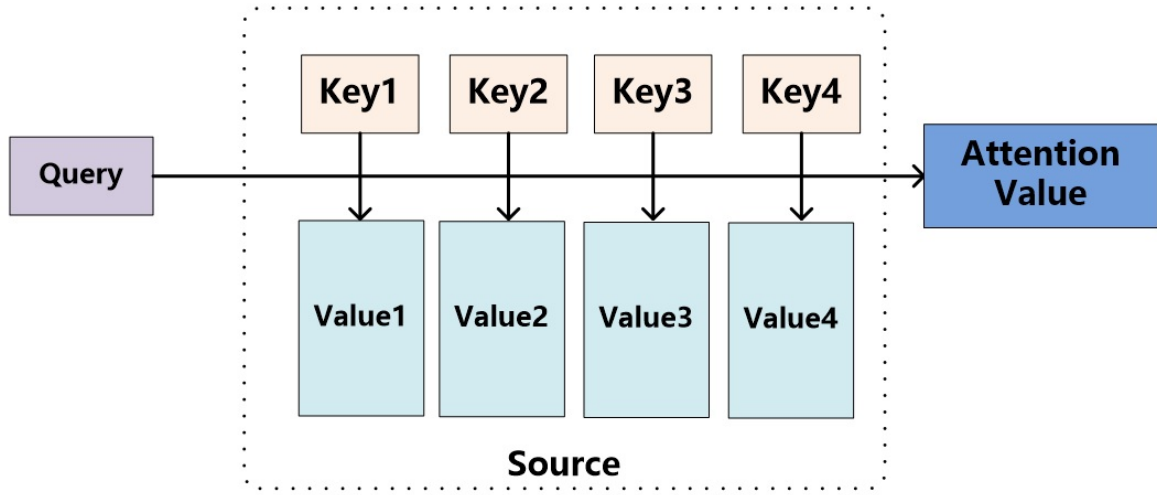 Key1 Key2 Key3 Key4
Query
Attention
Value
Value1 Value2 Value3 Value4
Source